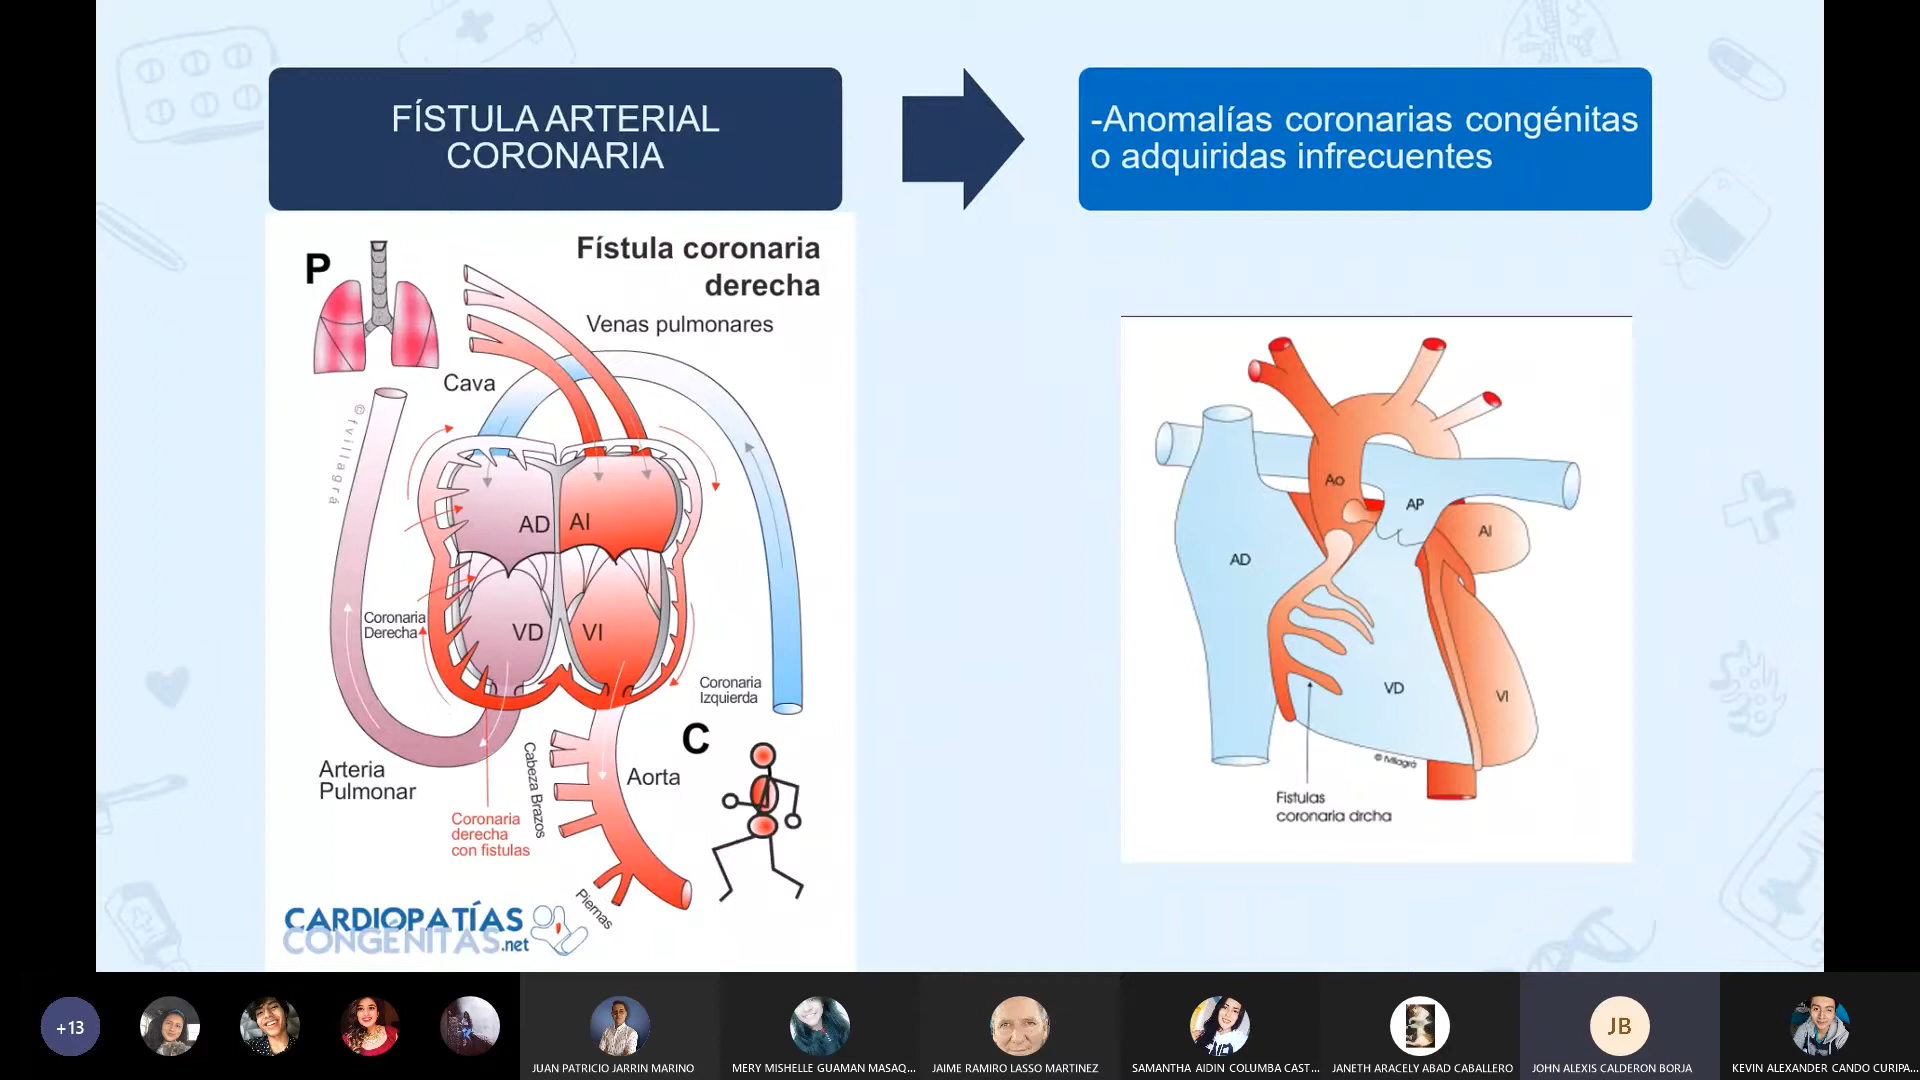 FÍSTULA ARTERIAL
CORONARIA
-Anomalías coronarias congénitas
o adquiridas infrecuentes
P
Fístula coronaria
derecha
Venas pulmonares
Cava
© fvillagrá
AD
AI
Coronaria
Derecha
VD
VI
Coronaria
Izquierda
C
Arteria
Pulmonar
Cabeza Brazos
Aorta
Coronaria
derecha
con fistulas
Piernas
CARDIOPATÍAS
CONGÉNITAS.net
Ao
AP
AI
AD
VD
VI
© fvillagrá
Fistulas
coronaria drcha
+13
JUAN PATRICIO JARRIN MARINO
MERY MISHELLE GUAMAN MASAQ...
JAIME RAMIRO LASSO MARTINEZ
SAMANTHA AIDIN COLUMBA CAST...
JANETH ARACELY ABAD CABALLERO
JB
JOHN ALEXIS CALDERON BORJA
KEVIN ALEXANDER CANDO CURIPA...